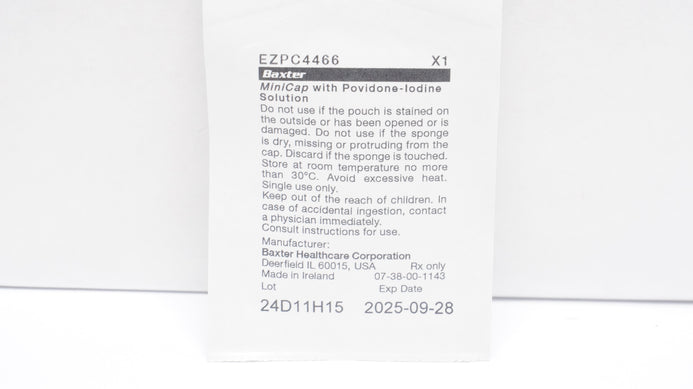 EZPC4466 X1
Baxter
MiniCap with Povidone-Iodine
Solution
Do not use if the pouch is stained on
the outside or has been opened or is
damaged. Do not use if the sponge
is dry, missing or protruding from the
cap. Discard if the sponge is touched.
Store at room temperature no more
than 30°C. Avoid excessive heat.
Single use only.
Keep out of the reach of children. In
case of accidental ingestion, contact
a physician immediately.
Consult instructions for use.
Manufacturer:
Baxter Healthcare Corporation
Deerfield IL 60015, USA Rx only
Made in Ireland 07-38-00-1143
Lot Exp Date
24D11H15 2025-09-28